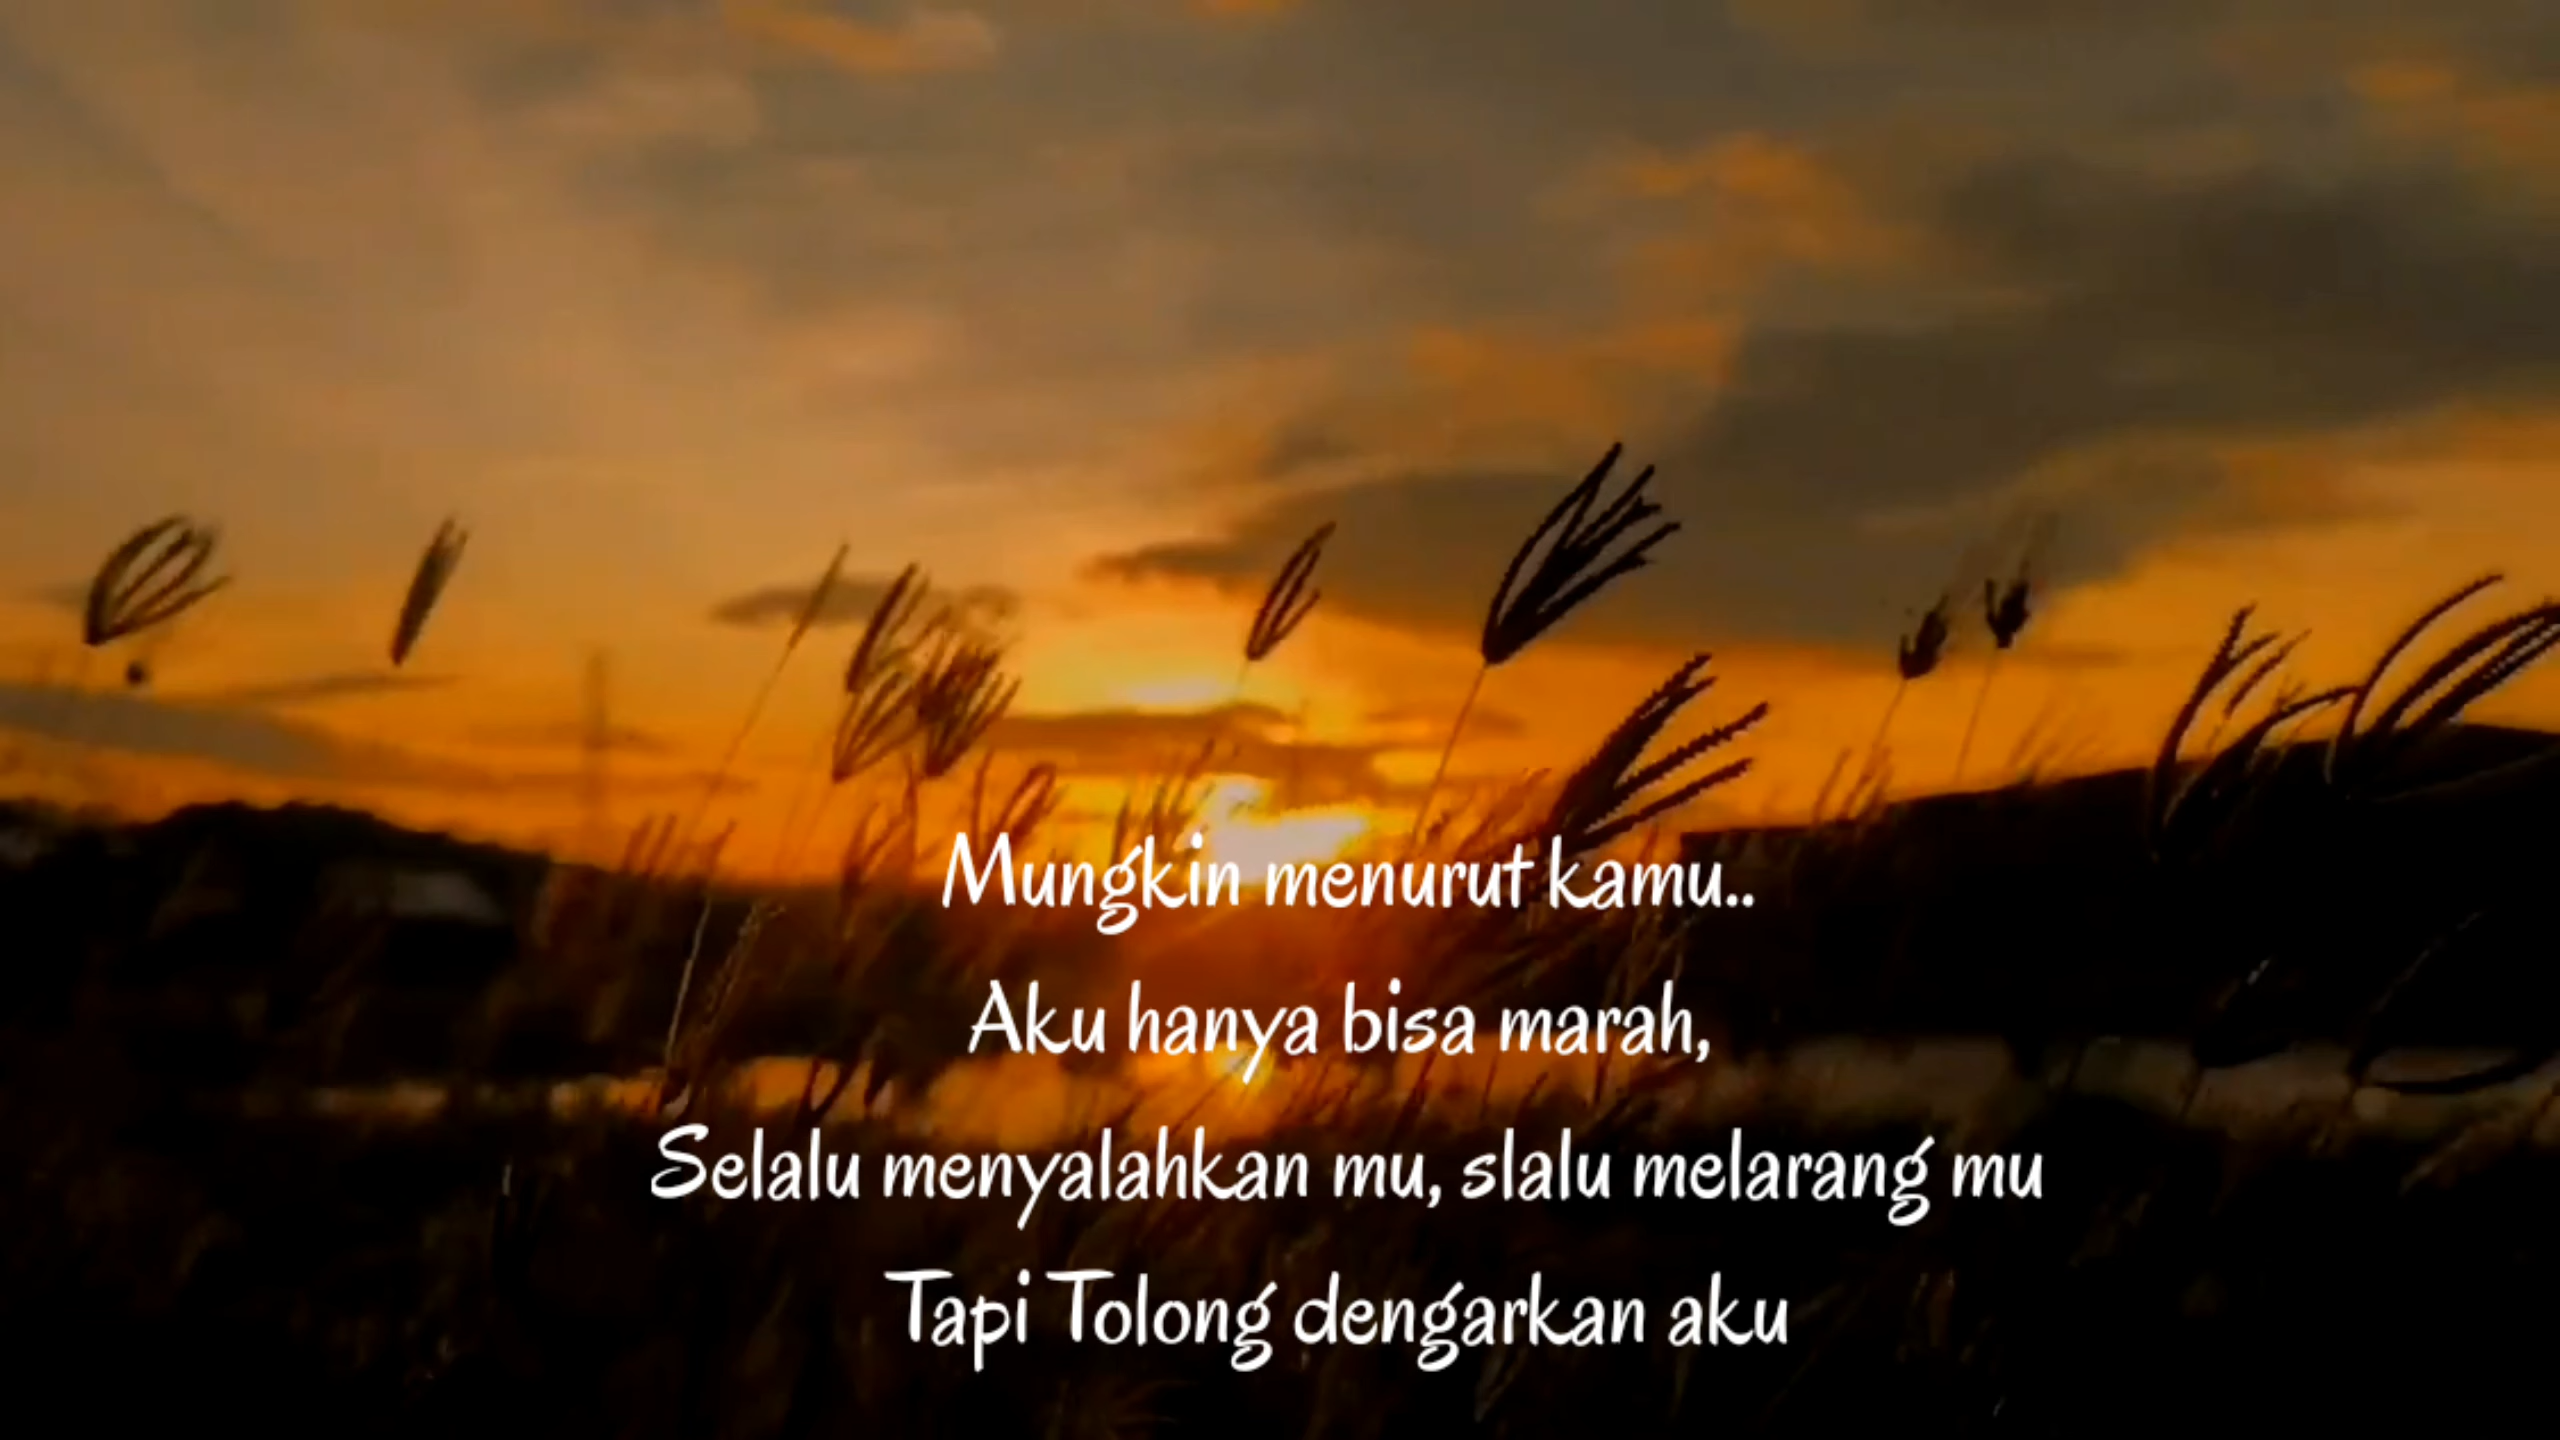 Mungkin menurut kamu..
Aku hanya bisa marah,
Selalu menyalahkan mu, slalu melarang mu
Tapi Tolong dengarkan aku